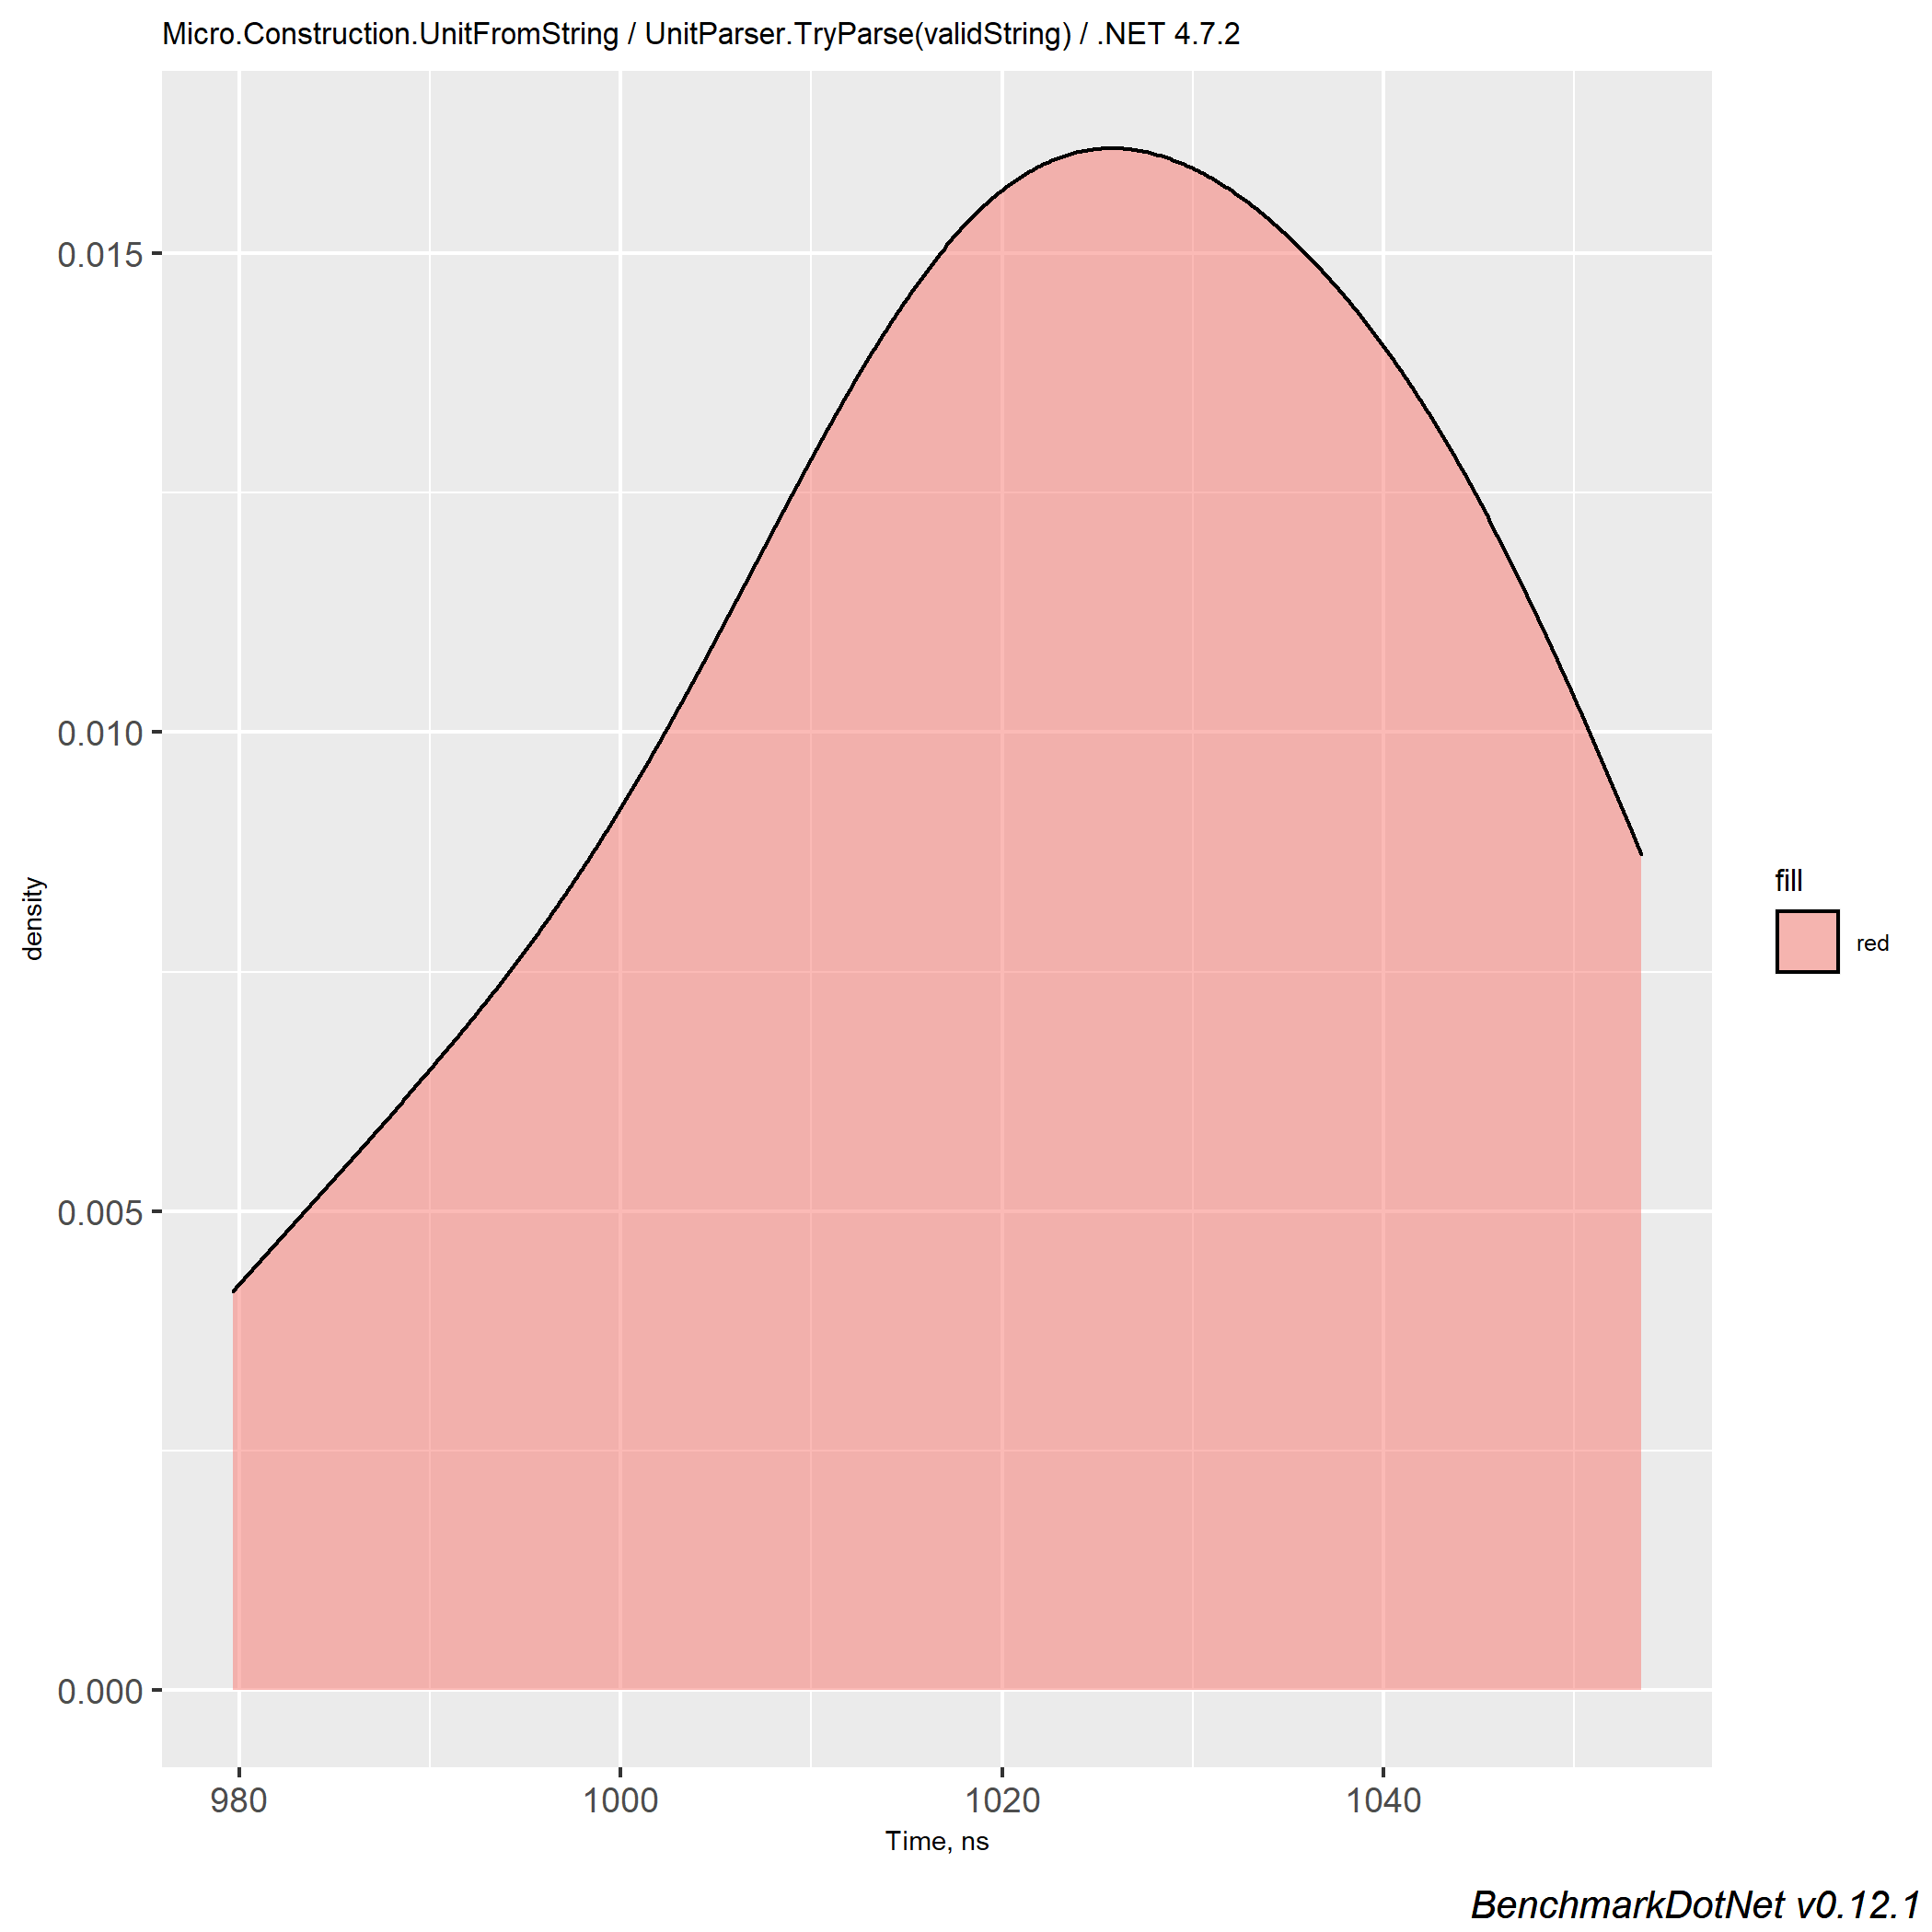 Micro.Construction.UnitFromString / UnitParser.TryParse(validString) / .NET 4.7.2
0.015
0.010
0.005
0.000
density
980 1000 1020 1040
Time, ns
fill
red
BenchmarkDotNet v0.12.1